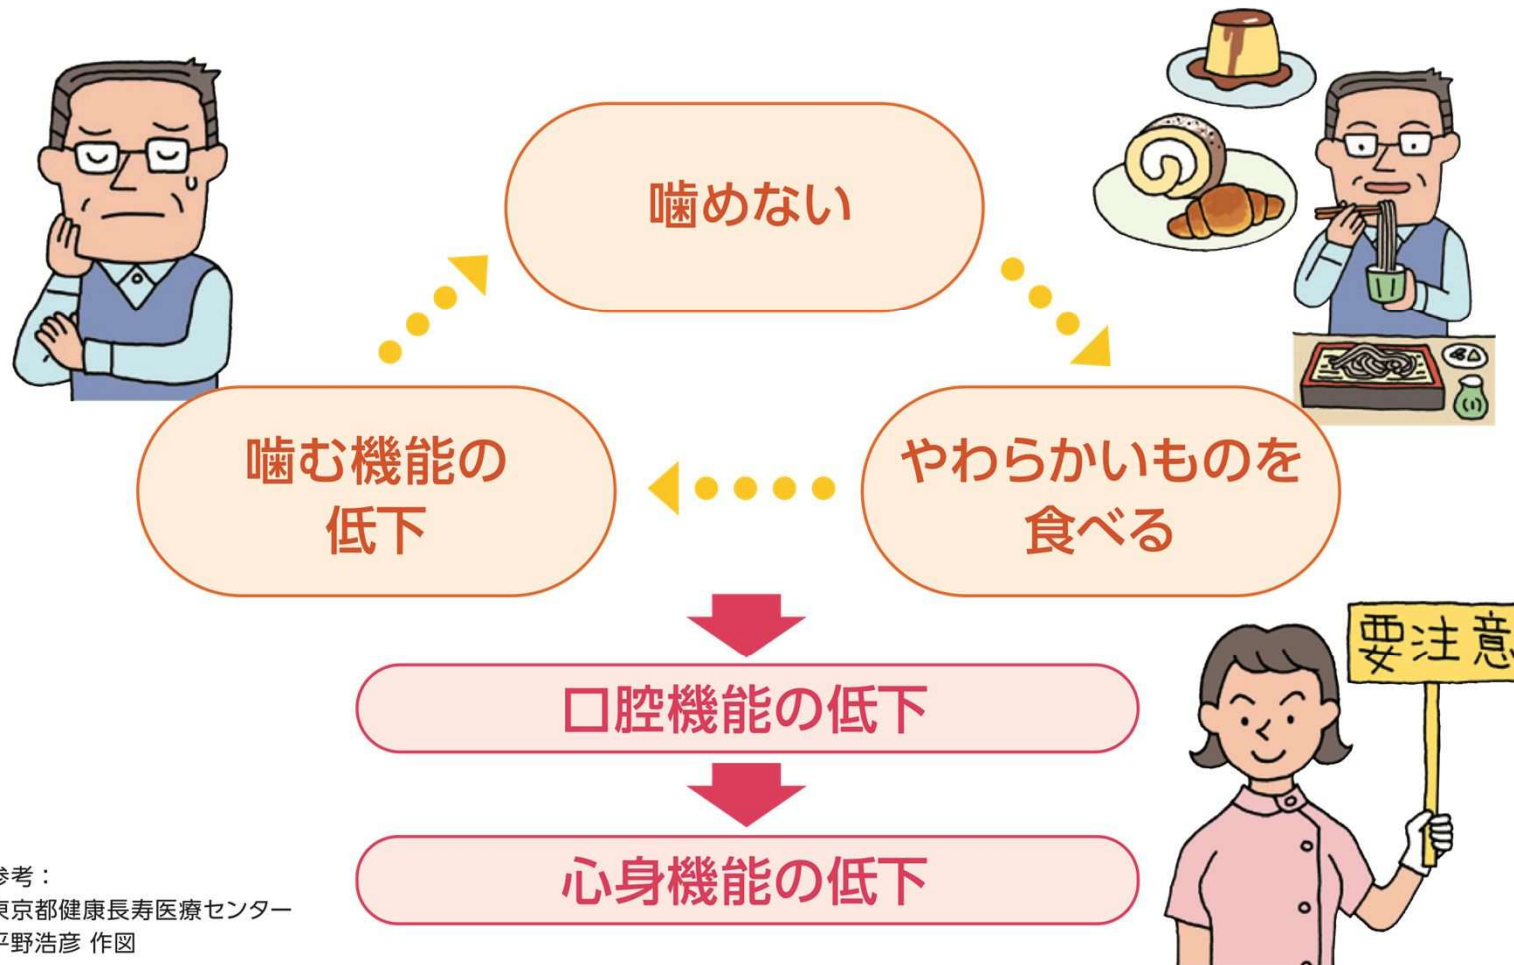 噛めない
噛む機能の
低下
やわらかいものを
食べる
口腔機能の低下
心身機能の低下
要注意
参考：
東京都健康長寿医療センター
平野浩彦 作図